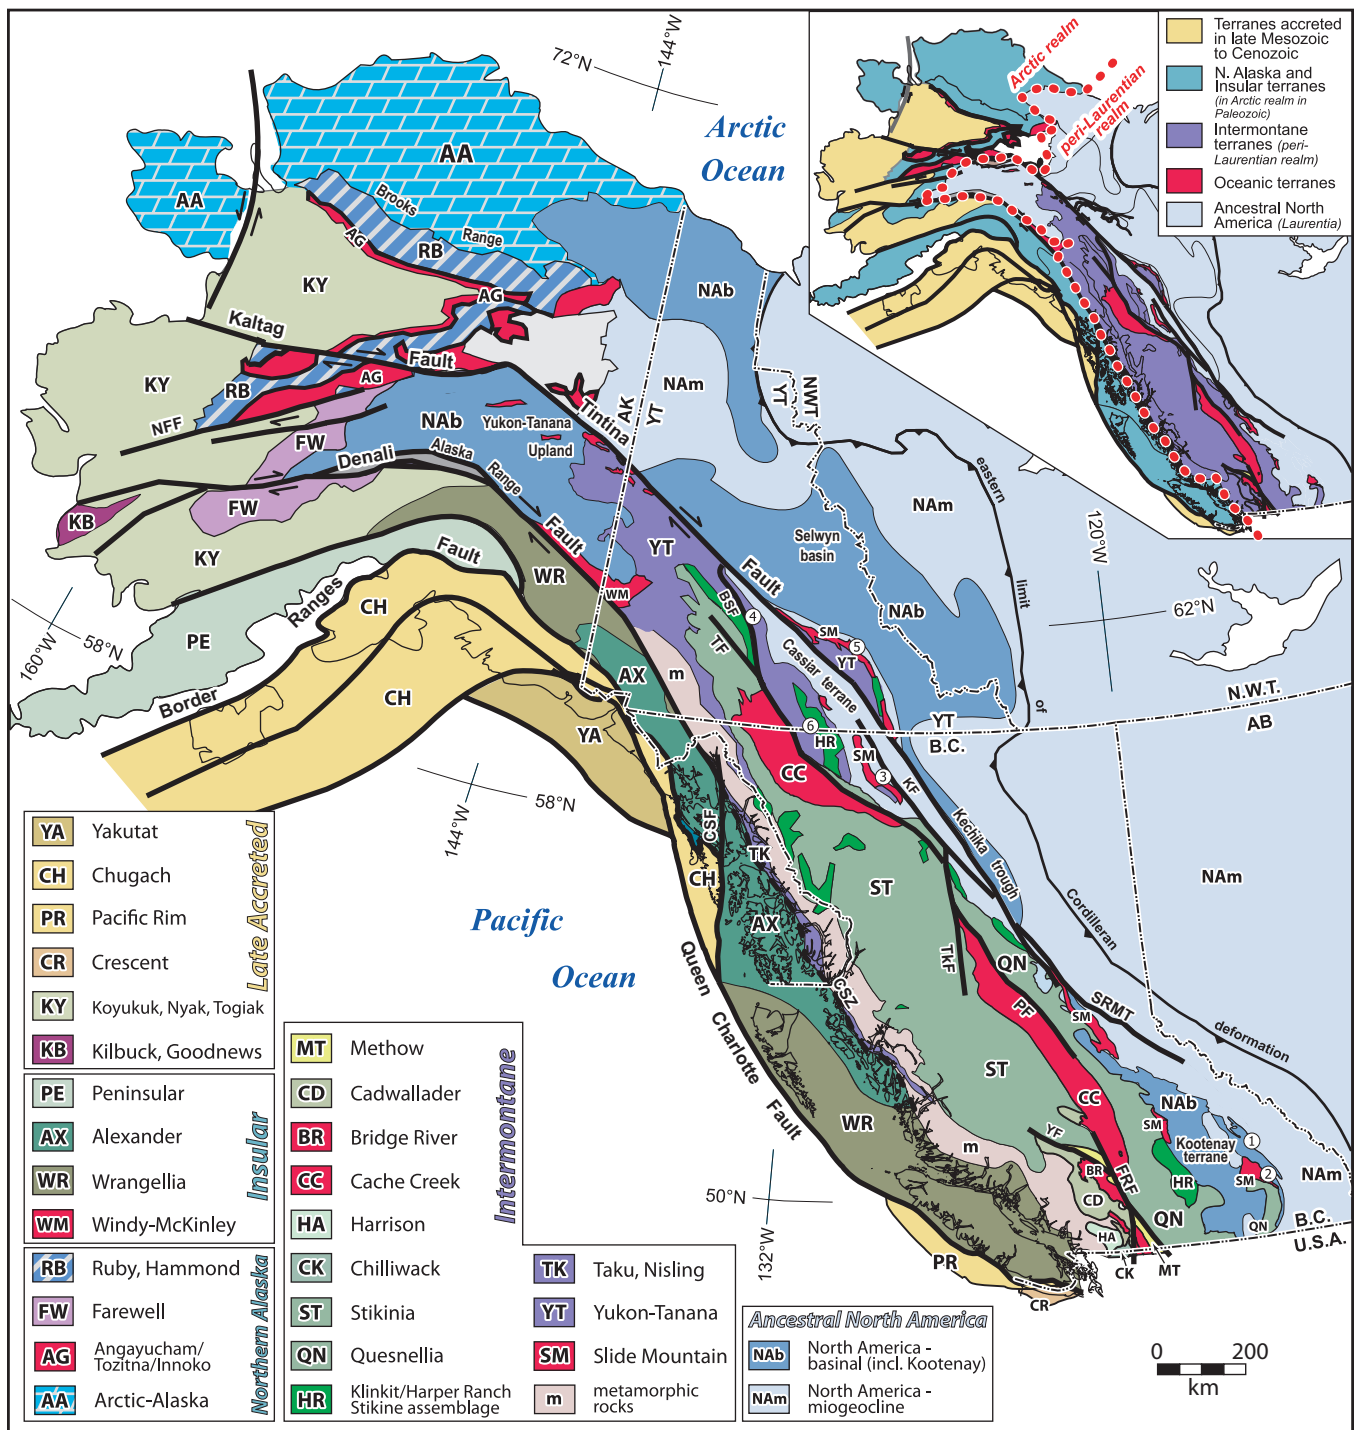 72°N
144°W
Arctic
Ocean
AA
AA
Brooks
Range
AG
RB
KY
AG
NAb
Kaltag
Fault
KY
RB
AG
NFF
FW
NAb
Yukon-Tanana
Upland
Tintina
AK
YT
NAm
YT
NWT
Denali
Alaska
Range
Fault
KB
FW
KY
WR
WM
YT
Fault
Selwyn
basin
NAm
NAb
eastern
limit
of
Cordilleran
deformation
120°W
62°N
160°W
58°N
PE
Border
Ranges
Fault
CH
CH
YA
AX
m
TF
BSF
4
SM
5
YT
Cassiar terrane
6
HR
SM
3
KF
CC
YT
B.C.
N.W.T.
AB
Kechika
trough
NAm
144°W
58°N
CSF
CH
TK
AX
ST
TkF
QN
SRMT
SM
PF
CSZ
Pacific
Ocean
Queen
Charlotte
Fault
WR
m
ST
CC
NAb
SM
Kootenay
terrane
1
2
SM
NAm
YF
BR
FRF
HR
CD
QN
QN
B.C.
U.S.A.
HA
CK
MT
50°N
132°W
PR
CR
0
200
km
Terranes accreted
in late Mesozoic
to Cenozoic
N. Alaska and
Insular terranes
(in Arctic realm in
Paleozoic)
Intermontane
terranes (peri-
Laurentian realm)
Oceanic terranes
Ancestral North
America (Laurentia)
Arctic realm
peri-Laurentian
realm
Late Accreted
YA Yakutat
CH Chugach
PR Pacific Rim
CR Crescent
KY Koyukuk, Nyak, Togiak
KB Kilbuck, Goodnews
Insular
PE Peninsular
AX Alexander
WR Wrangellia
WM Windy-McKinley
Northern Alaska
RB Ruby, Hammond
FW Farewell
AG Angayucham/
Tozitna/Innoko
AA Arctic-Alaska
Intermontane
MT Methow
CD Cadwallader
BR Bridge River
CC Cache Creek
HA Harrison
CK Chilliwack
ST Stikinia
QN Quesnellia
HR Klinkit/Harper Ranch
Stikine assemblage
TK Taku, Nisling
YT Yukon-Tanana
SM Slide Mountain
m metamorphic
rocks
Ancestral North America
NAb North America -
basinal (incl. Kootenay)
NAm North America -
miogeocline